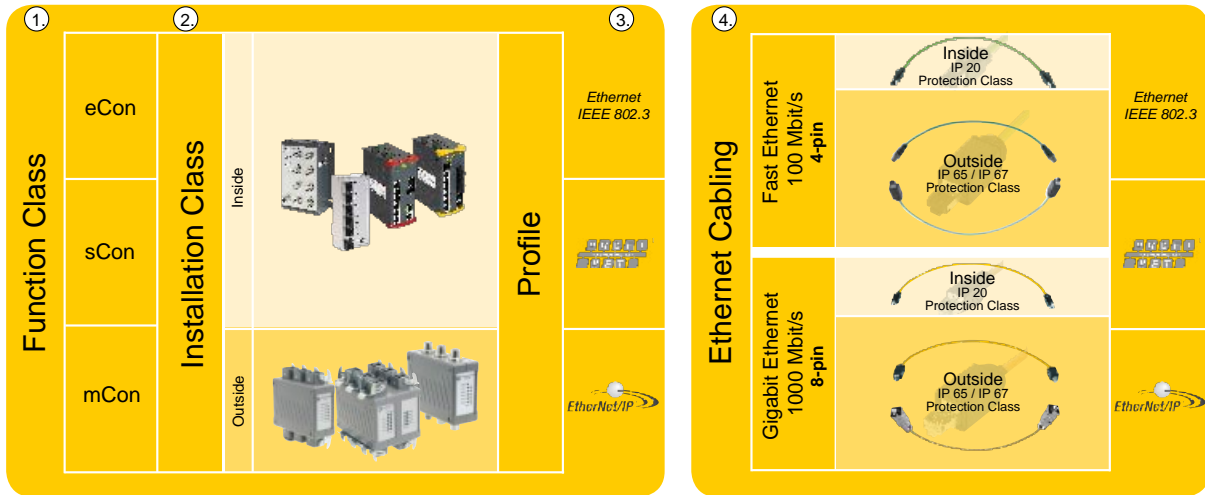 1.
2.
3.
4.
Function Class
eCon
sCon
mCon
Installation Class
Inside
Outside
Profile
Ethernet
IEEE 802.3
EtherNet/IP
Ethernet Cabling
Fast Ethernet
100 Mbit/s
4-pin
Inside
IP 20
Protection Class
Outside
IP 65 / IP 67
Protection Class
Gigabit Ethernet
1000 Mbit/s
8-pin
Inside
IP 20
Protection Class
Outside
IP 65 / IP 67
Protection Class
Ethernet
IEEE 802.3
EtherNet/IP